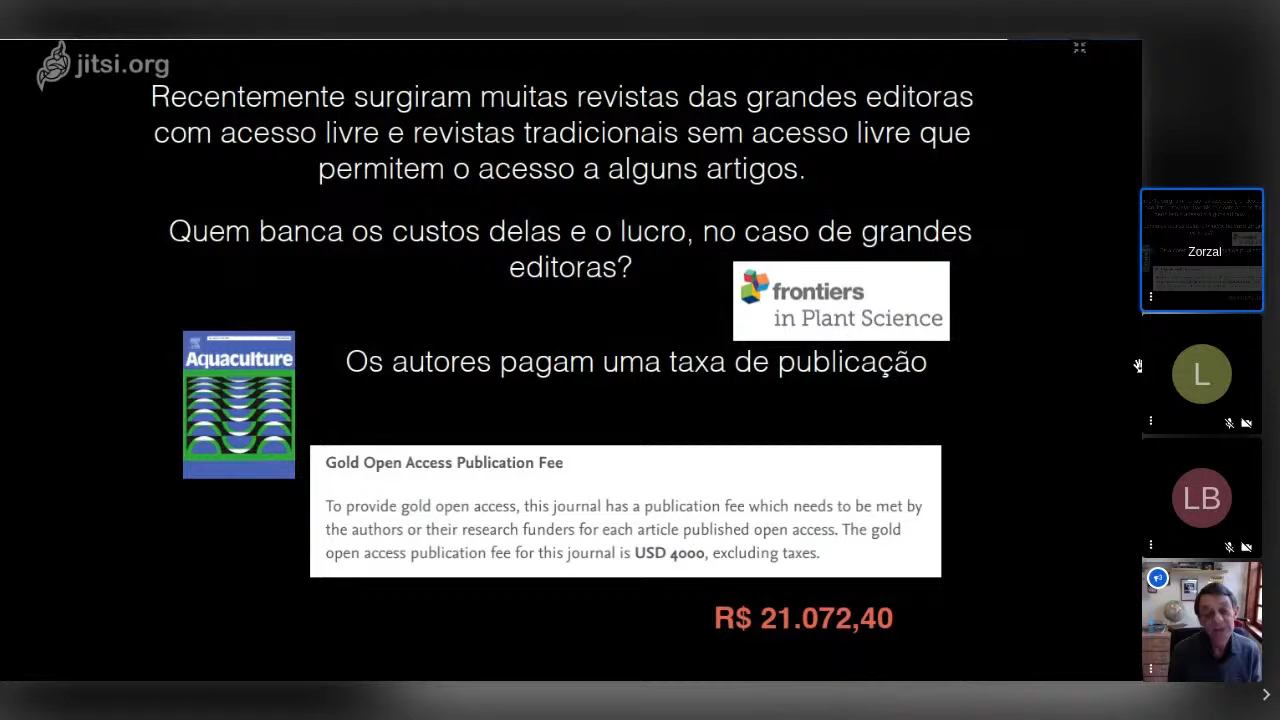 jitsi.org
Recentemente surgiram muitas revistas das grandes editoras
com acesso livre e revistas tradicionais sem acesso livre que
permitem o acesso a alguns artigos.
Quem banca os custos delas e o lucro, no caso de grandes
editoras?
frontiers
in Plant Science
Aquaculture
Os autores pagam uma taxa de publicação
Gold Open Access Publication Fee
To provide gold open access, this journal has a publication fee which needs to be met by
the authors or their research funders for each article published open access. The gold
open access publication fee for this journal is USD 4000, excluding taxes.
R$ 21.072,40
Zorzal
L
LB